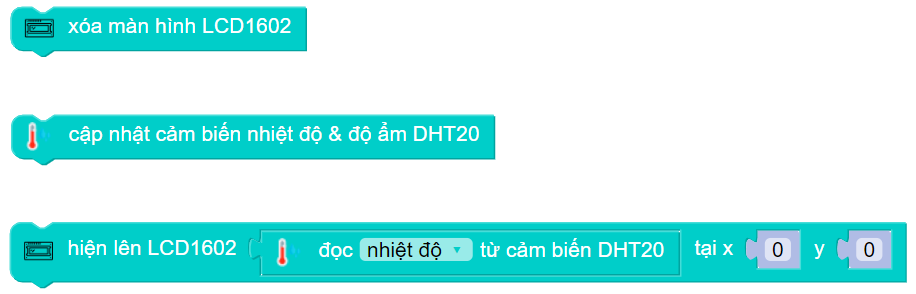 xóa màn hình LCD1602
cập nhật cảm biến nhiệt độ & độ ẩm DHT20
hiện lên LCD1602 đọc nhiệt độ từ cảm biến DHT20 tại x 0 y 0